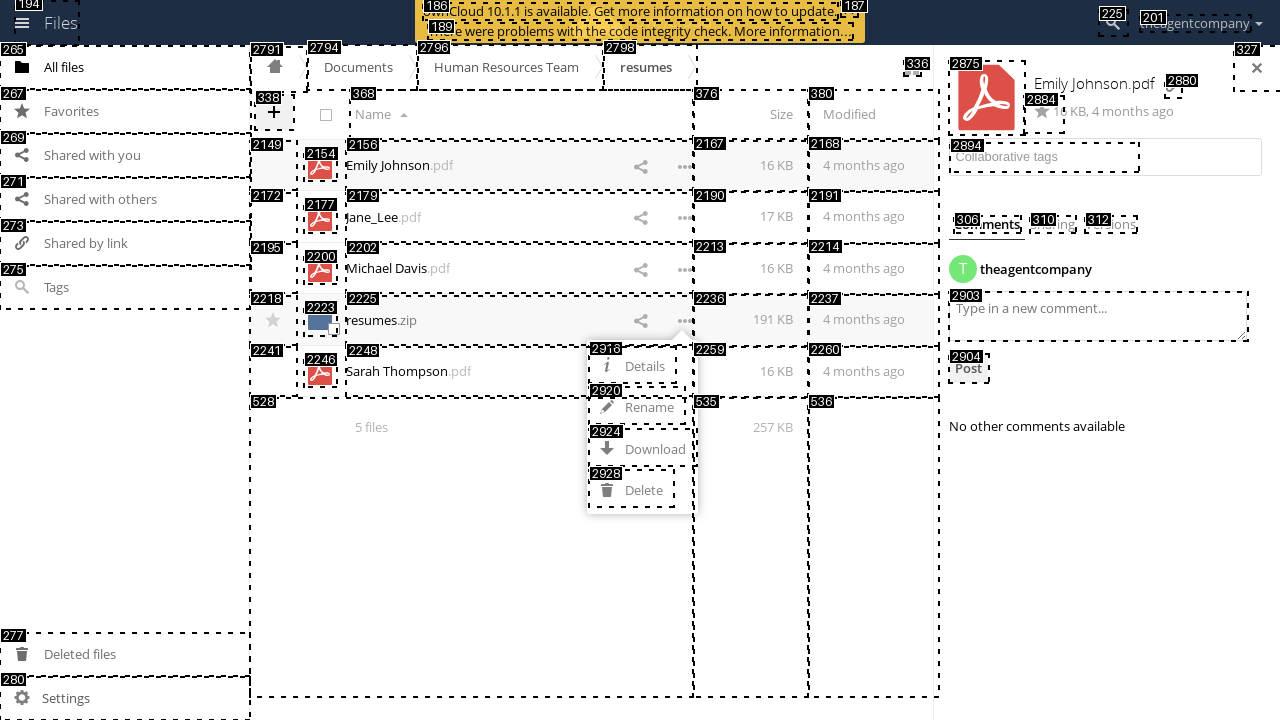 194
Files
186
ownCloud 10.1.1 is available. Get more information on how to update.
187
189
There were problems with the code integrity check. More information…
225
201
theagentcompany
265
All files
267
Favorites
269
Shared with you
271
Shared with others
273
Shared by link
275
Tags
277
Deleted files
280
Settings
2791
2794
Documents
2796
Human Resources Team
2798
resumes
336
327
338
+
368
Name
376
Size
380
Modified
2149
2154
2156
Emily Johnson.pdf
2167
16 KB
2168
4 months ago
2172
2177
2179
Jane_Lee.pdf
2190
17 KB
2191
4 months ago
2195
2200
2202
Michael Davis.pdf
2213
16 KB
2214
4 months ago
2218
2223
2225
resumes.zip
2236
191 KB
2237
4 months ago
2241
2246
2248
Sarah Thompson.pdf
2259
16 KB
2260
4 months ago
528
5 files
535
257 KB
536
2916
Details
2920
Rename
2924
Download
2928
Delete
2875
Emily Johnson.pdf
2880
2884
16 KB, 4 months ago
2894
Collaborative tags
306
Comments
310
Sharing
312
Versions
T
theagentcompany
2903
Type in a new comment...
2904
Post
No other comments available